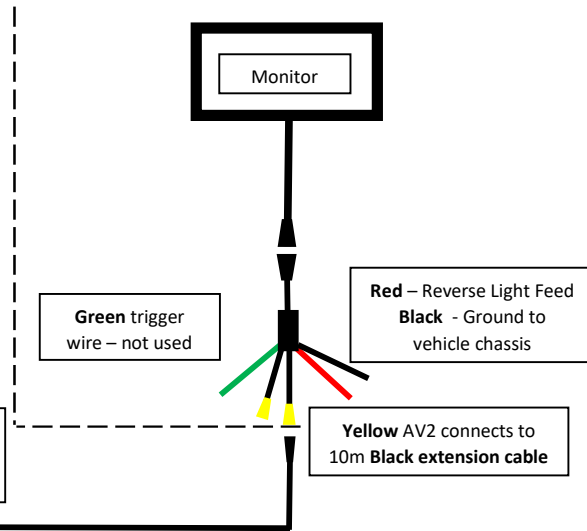 Monitor
Green trigger
wire – not used
Red – Reverse Light Feed
Black - Ground to
vehicle chassis
Yellow AV2 connects to
10m Black extension cable